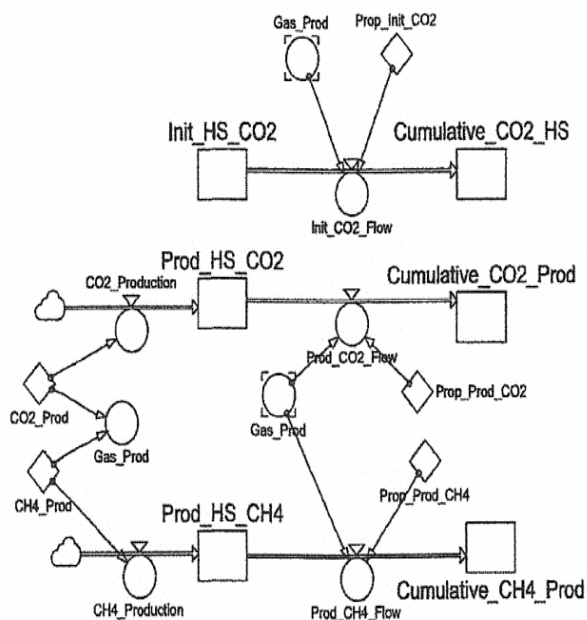 Gas_Prod
Prop_Init_CO2
Init_HS_CO2
Cumulative_CO2_HS
Init_CO2_Flow
CO2_Production
Prod_HS_CO2
Cumulative_CO2_Prod
Prod_CO2_Flow
CO2_Prod
Gas_Prod
Gas_Prod
Prop_Prod_CO2
CH4_Prod
Prod_HS_CH4
Prop_Prod_CH4
CH4_Production
Prod_CH4_Flow
Cumulative_CH4_Prod